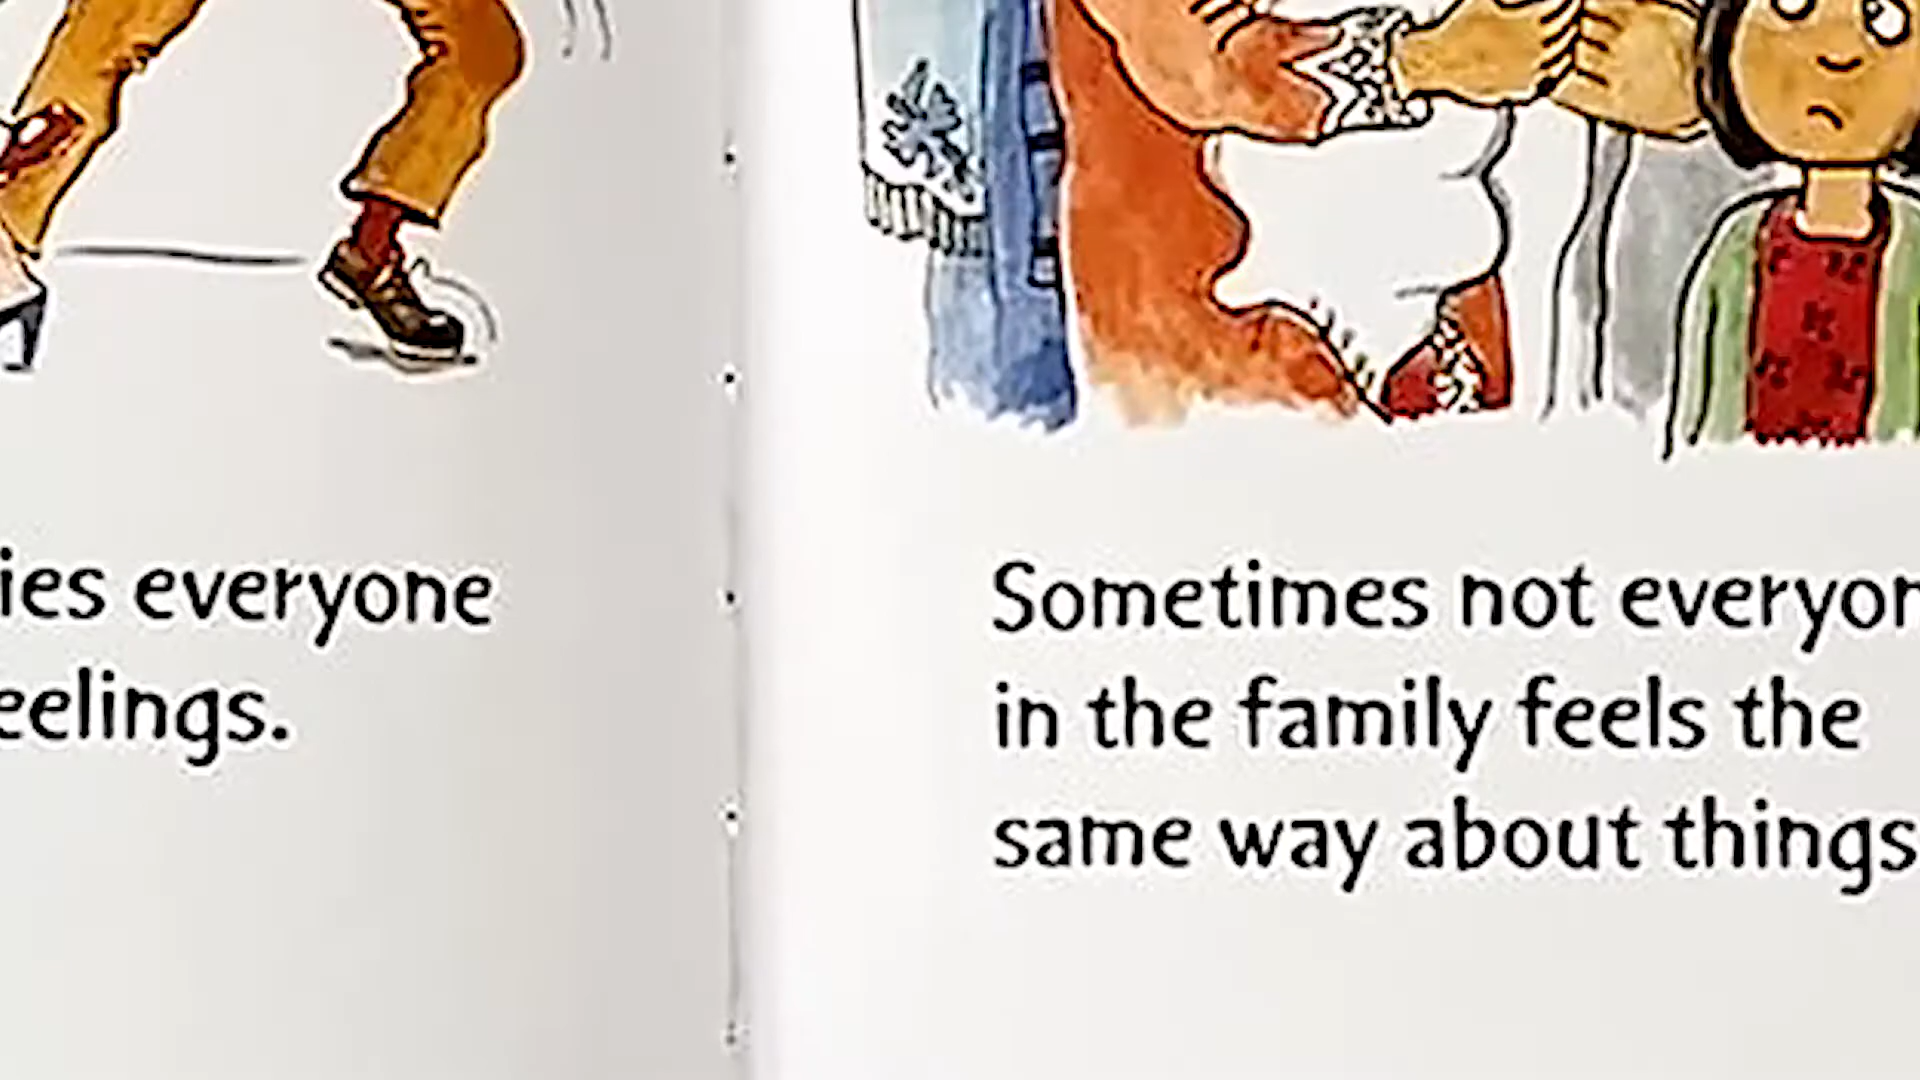 ies everyone
eelings.
Sometimes not everyon
in the family feels the
same way about things